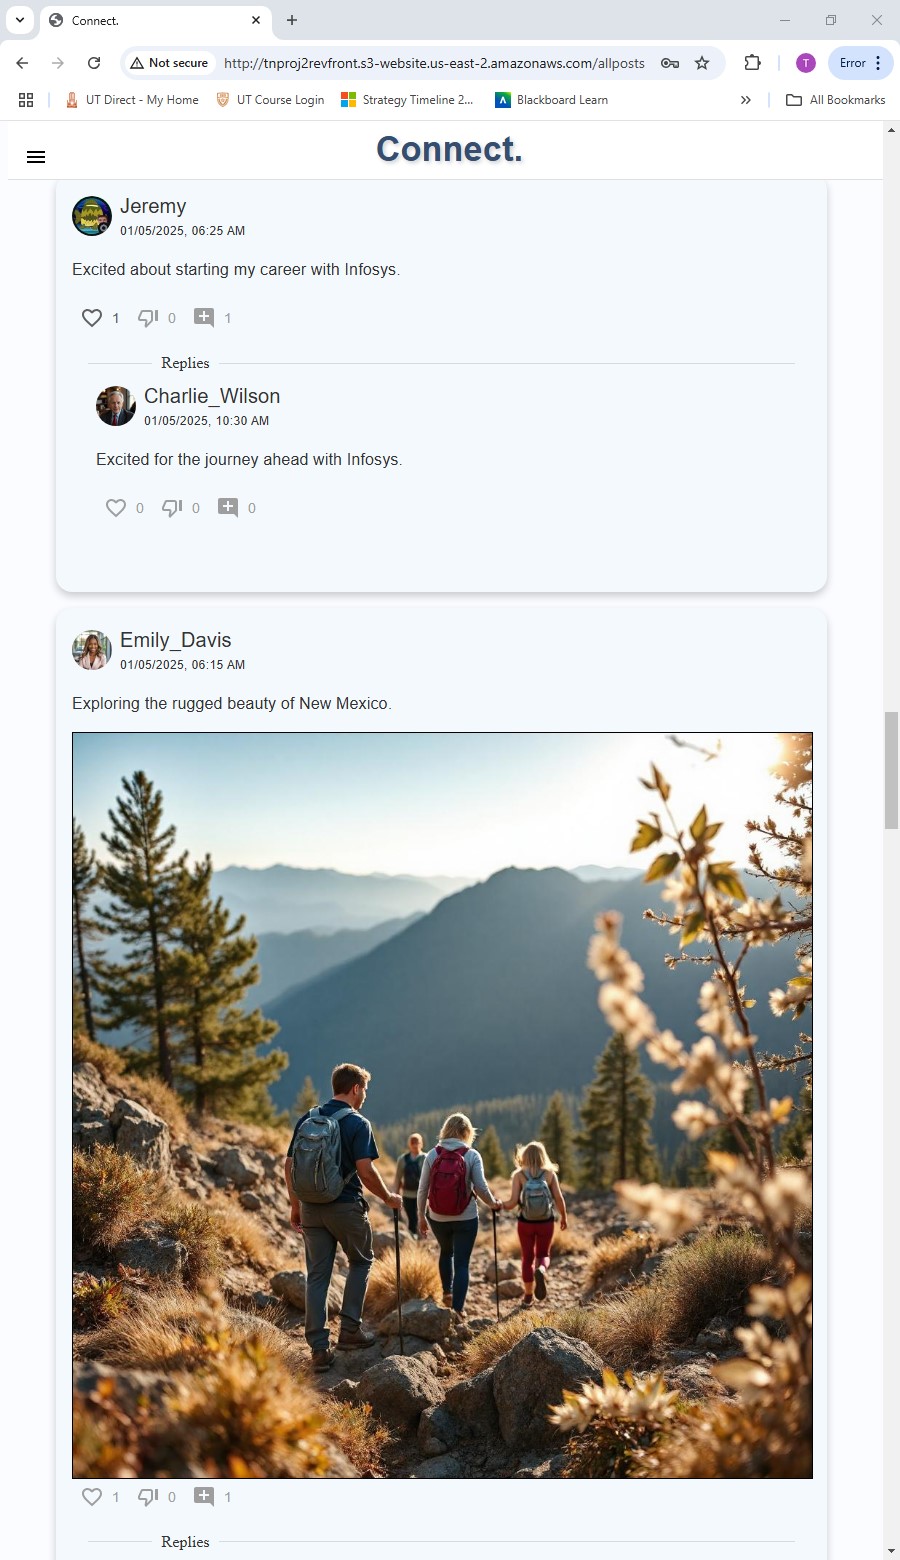 Connect.
Not secure
http://tnproj2revfront.s3-website.us-east-2.amazonaws.com/allposts
T
Error
UT Direct - My Home
UT Course Login
Strategy Timeline 2...
Blackboard Learn
All Bookmarks
Connect.
Jeremy
01/05/2025, 06:25 AM
Excited about starting my career with Infosys.
1 0 1
Replies
Charlie_Wilson
01/05/2025, 10:30 AM
Excited for the journey ahead with Infosys.
0 0 0
Emily_Davis
01/05/2025, 06:15 AM
Exploring the rugged beauty of New Mexico.
1 0 1
Replies